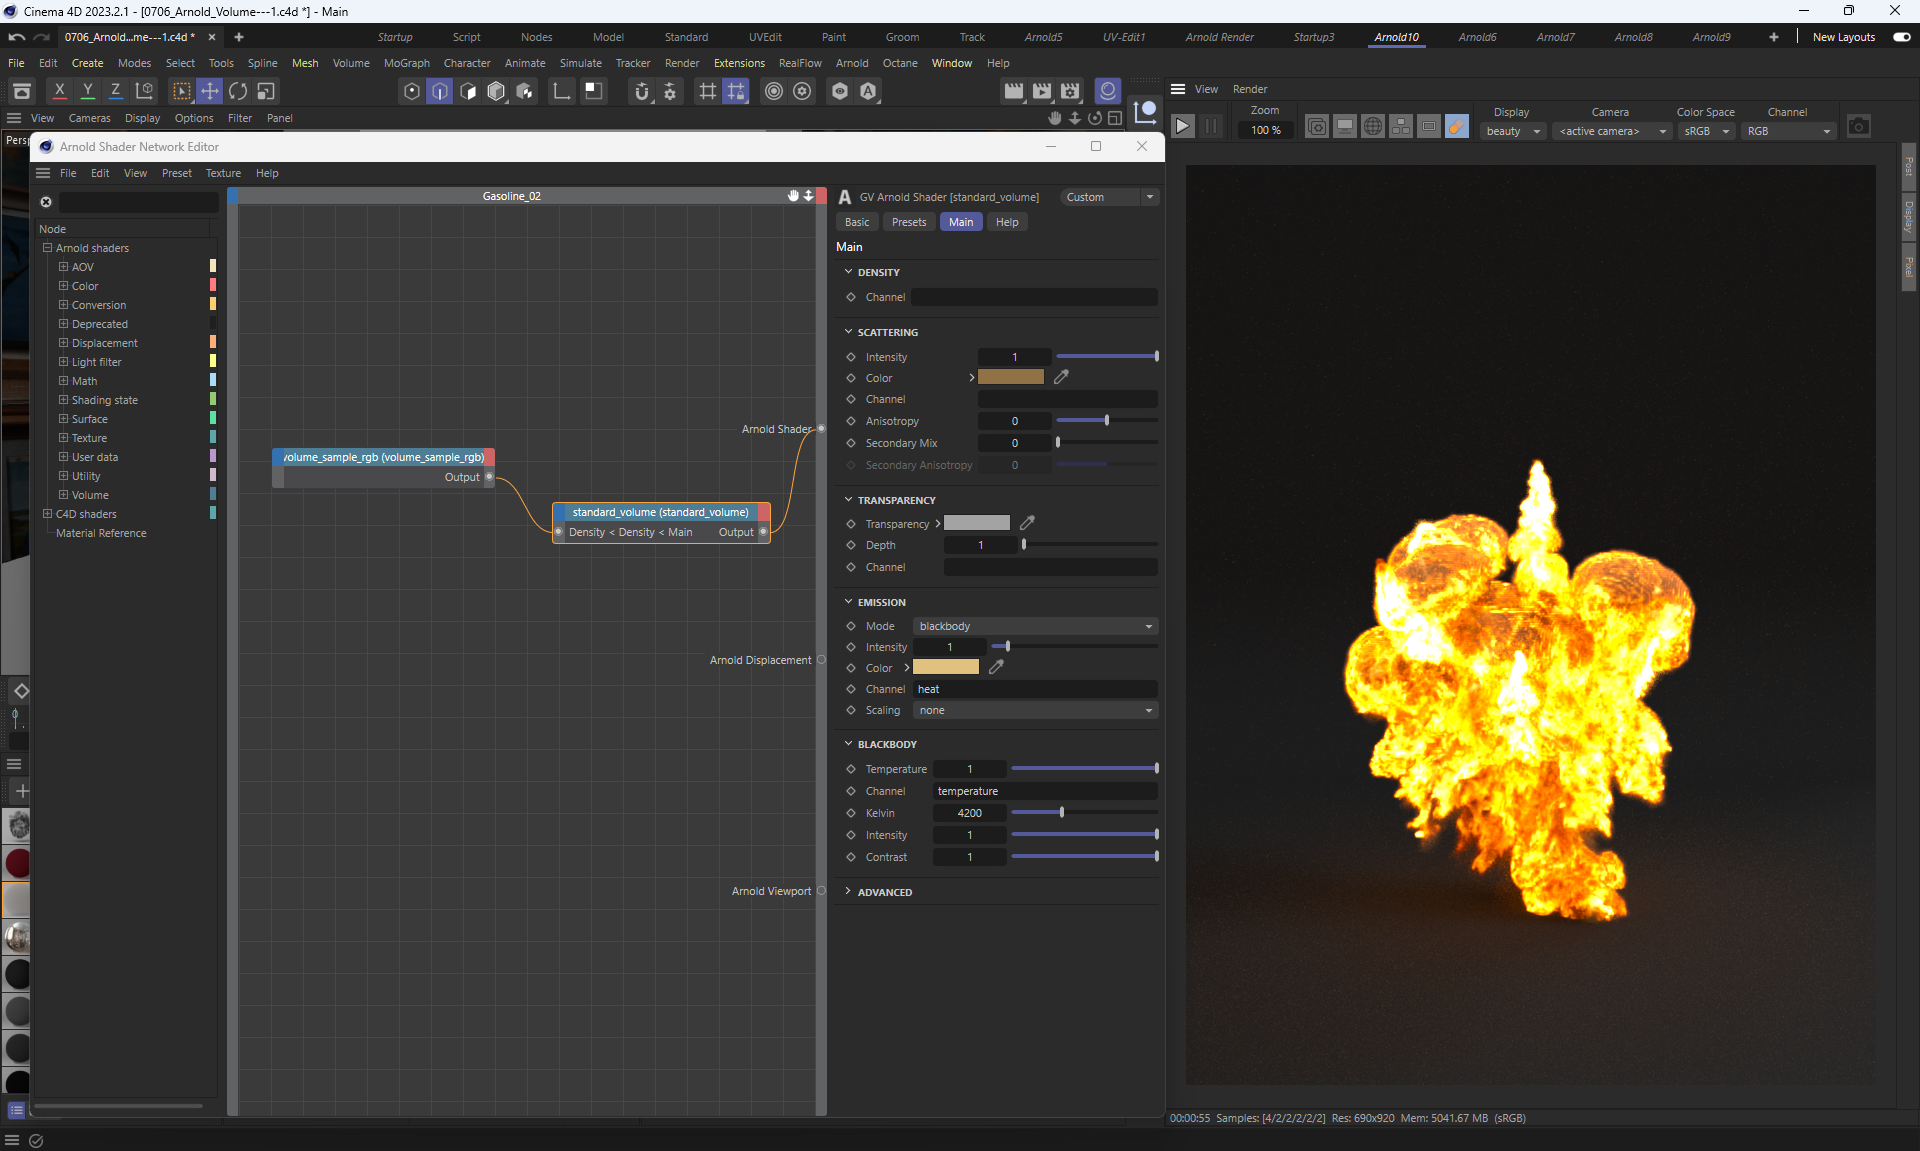 Cinema 4D 2023.2.1 - [0706_Arnold_Volume---1.c4d *] - Main
0706_Arnold...me---1.c4d *
Startup Script Nodes Model Standard UVEdit Paint Groom Track Arnold5 UV-Edit1 Arnold Render Startup3 Arnold10 Arnold6 Arnold7 Arnold8 Arnold9 New Layouts
File Edit Create Modes Select Tools Spline Mesh Volume MoGraph Character Animate Simulate Tracker Render Extensions RealFlow Arnold Octane Window Help
X Y Z
View Cameras Display Options Filter Panel
View Render
Zoom Display Camera Color Space Channel
100 % beauty <active camera> sRGB RGB
Persp
Arnold Shader Network Editor
File Edit View Preset Texture Help
Node
Arnold shaders
AOV
Color
Conversion
Deprecated
Displacement
Light filter
Math
Shading state
Surface
Texture
User data
Utility
Volume
C4D shaders
Material Reference
Gasoline_02
Arnold Shader
volume_sample_rgb (volume_sample_rgb)
Output
standard_volume (standard_volume)
Density < Density < Main Output
Arnold Displacement
Arnold Viewport
GV Arnold Shader [standard_volume] Custom
Basic Presets Main Help
Main
DENSITY
Channel
SCATTERING
Intensity 1
Color
Channel
Anisotropy 0
Secondary Mix 0
Secondary Anisotropy 0
TRANSPARENCY
Transparency
Depth 1
Channel
EMISSION
Mode blackbody
Intensity 1
Color
Channel heat
Scaling none
BLACKBODY
Temperature 1
Channel temperature
Kelvin 4200
Intensity 1
Contrast 1
ADVANCED
Post
Display
Pixel
0
00:00:55 Samples: [4/2/2/2/2/2] Res: 690x920 Mem: 5041.67 MB (sRGB)